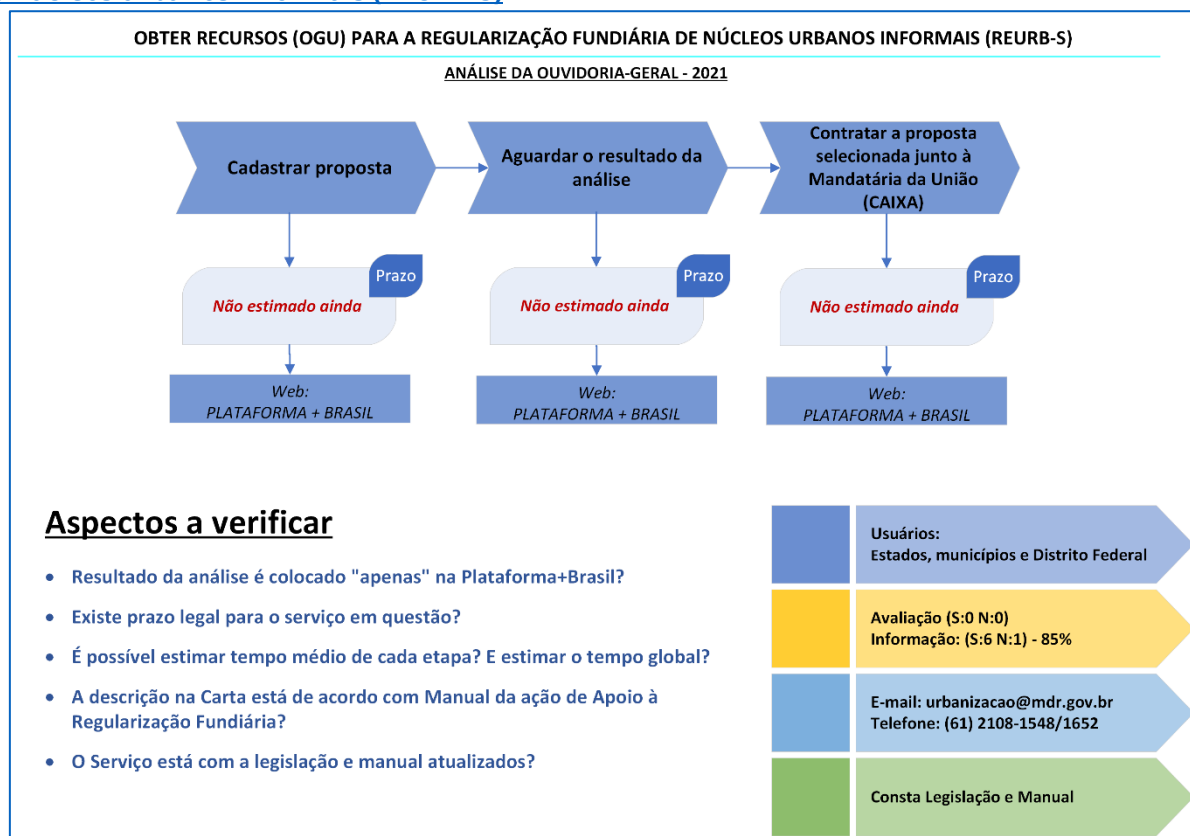 OBTER RECURSOS (OGU) PARA A REGULARIZAÇÃO FUNDIÁRIA DE NÚCLEOS URBANOS INFORMAIS (REURB-S)
ANÁLISE DA OUVIDORIA-GERAL - 2021
Cadastrar proposta
Aguardar o resultado da
análise
Contratar a proposta
selecionada junto à
Mandatária da União
(CAIXA)
Prazo
Não estimado ainda
Prazo
Não estimado ainda
Prazo
Não estimado ainda
Web:
PLATAFORMA + BRASIL
Web:
PLATAFORMA + BRASIL
Web:
PLATAFORMA + BRASIL
Aspectos a verificar
• Resultado da análise é colocado "apenas" na Plataforma+Brasil?
• Existe prazo legal para o serviço em questão?
• É possível estimar tempo médio de cada etapa? E estimar o tempo global?
• A descrição na Carta está de acordo com Manual da ação de Apoio à
Regularização Fundiária?
• O Serviço está com a legislação e manual atualizados?
Usuários:
Estados, municípios e Distrito Federal
Avaliação (S:0 N:0)
Informação: (S:6 N:1) - 85%
E-mail: urbanizacao@mdr.gov.br
Telefone: (61) 2108-1548/1652
Consta Legislação e Manual